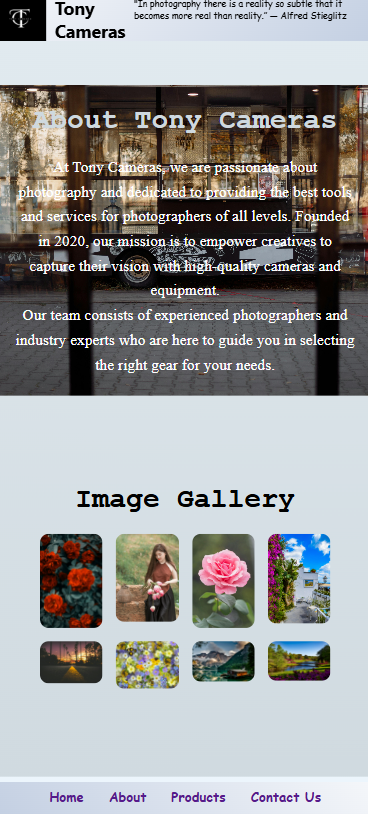 Tony
Cameras
"In photography there is a reality so subtle that it
becomes more real than reality." — Alfred Stieglitz
About Tony Cameras
At Tony Cameras, we are passionate about
photography and dedicated to providing the best tools
and services for photographers of all levels. Founded
in 2020, our mission is to empower creatives to
capture their vision with high-quality cameras and
equipment.
Our team consists of experienced photographers and
industry experts who are here to guide you in selecting
the right gear for your needs.
Image Gallery
Home About Products Contact Us